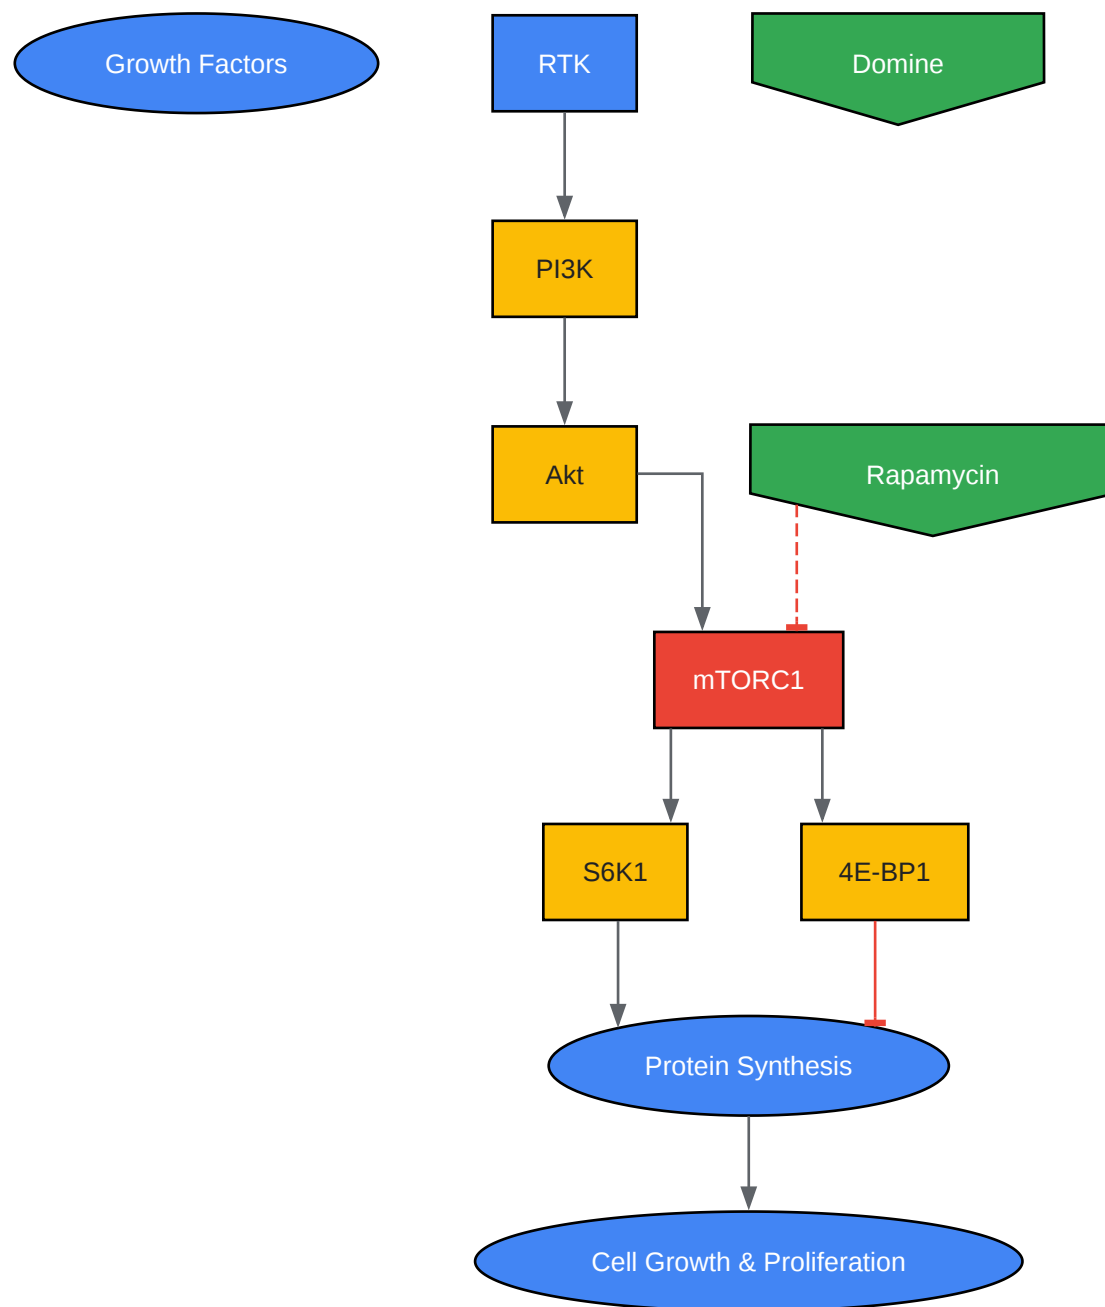 Growth Factors
RTK
Domine
PI3K
Akt
Rapamycin
mTORC1
S6K1
4E-BP1
Protein Synthesis
Cell Growth & Proliferation